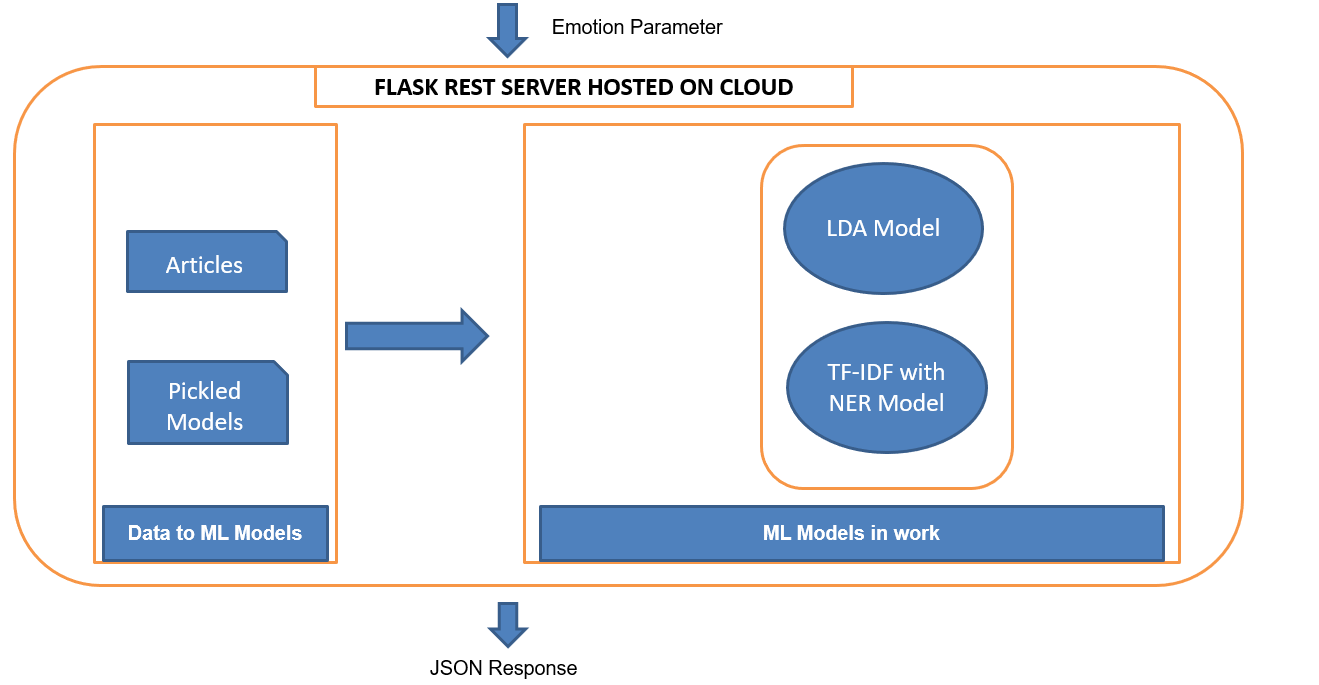 Emotion Parameter
FLASK REST SERVER HOSTED ON CLOUD
Articles
Pickled
Models
Data to ML Models
LDA Model
TF-IDF with
NER Model
ML Models in work
JSON Response